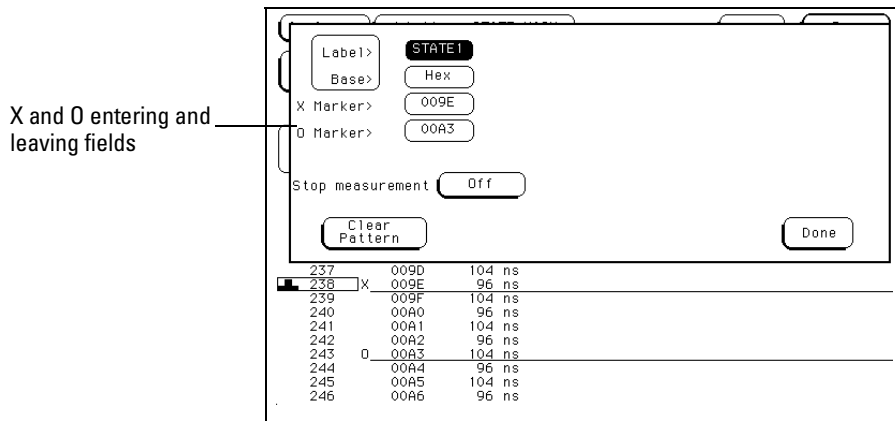 Label> STATE1
Base> Hex
X Marker> 009E
O Marker> 00A3
X and O entering and
leaving fields
Stop measurement Off
Clear
Pattern
Done
237 009D 104 ns
238 X 009E 96 ns
239 009F 104 ns
240 00A0 96 ns
241 00A1 104 ns
242 00A2 96 ns
243 O 00A3 104 ns
244 00A4 96 ns
245 00A5 104 ns
246 00A6 96 ns